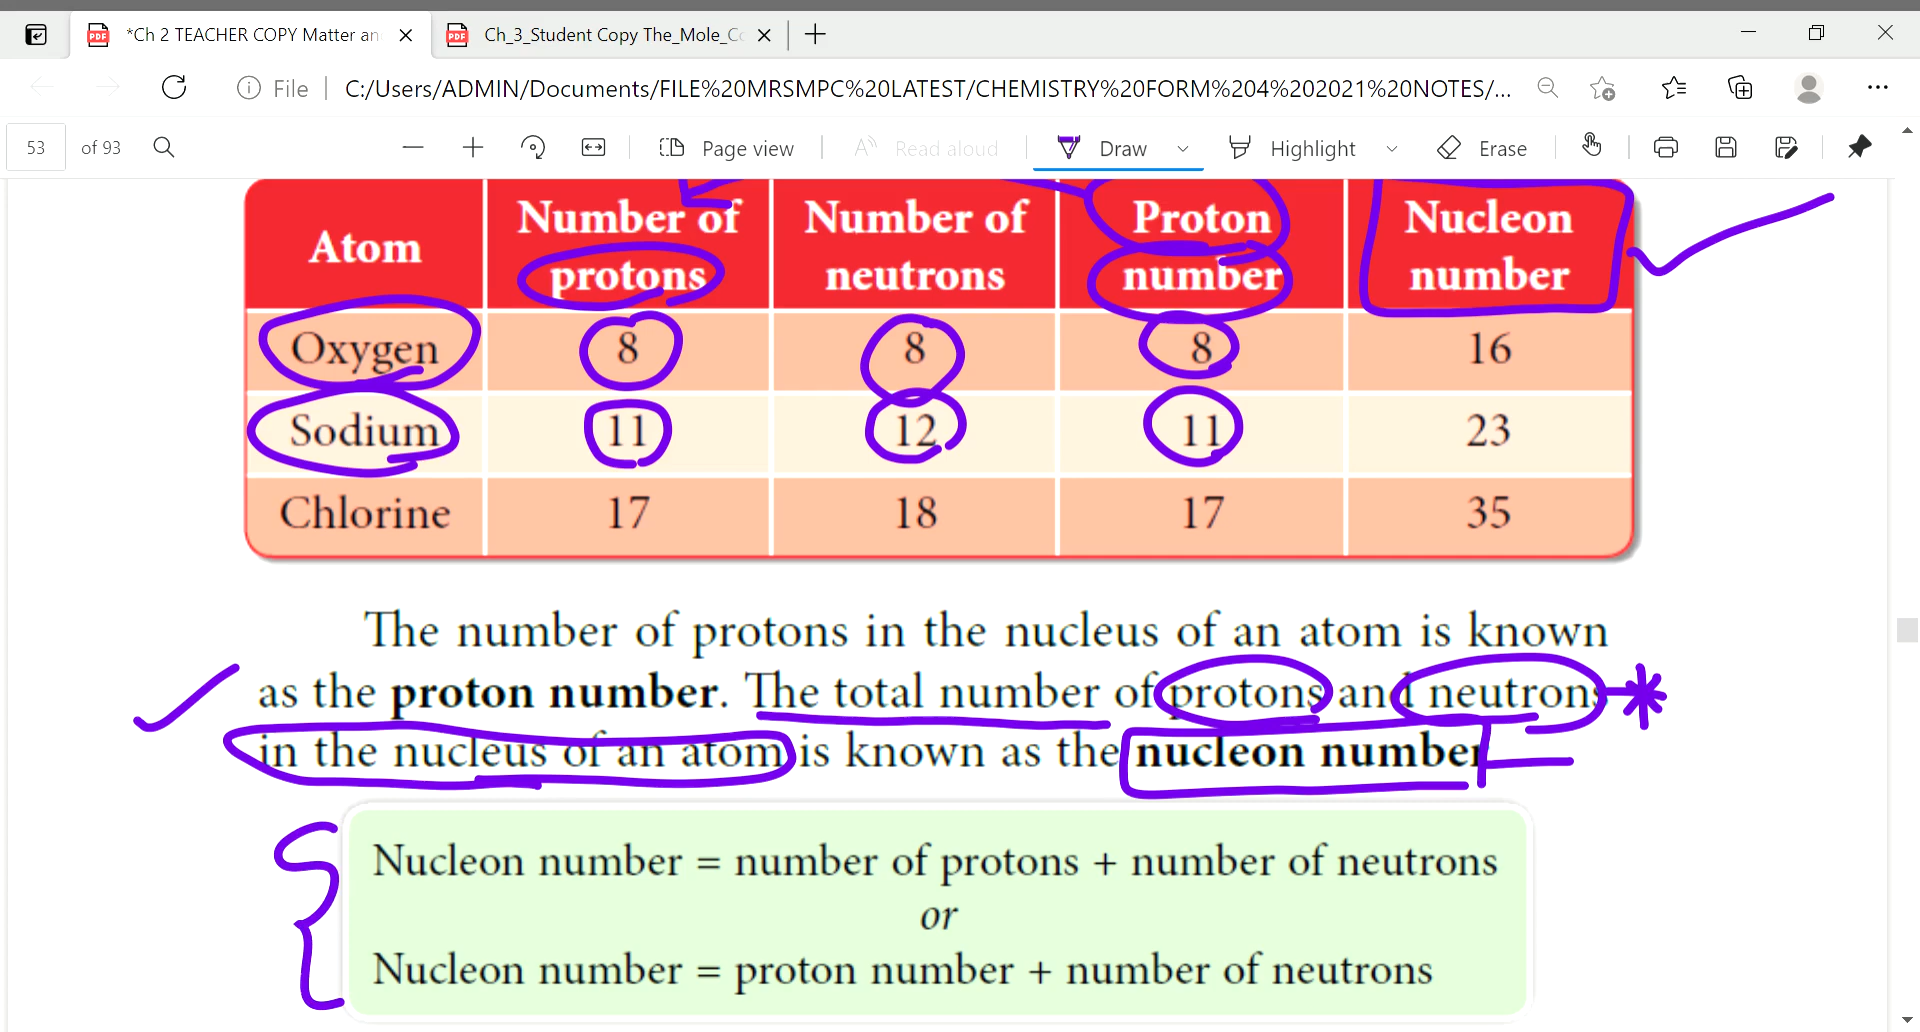 *Ch 2 TEACHER COPY Matter an
Ch_3_Student Copy The_Mole_C
File
C:/Users/ADMIN/Documents/FILE%20MRSMPC%20LATEST/CHEMISTRY%20FORM%204%202021%20NOTES/...
53 of 93
Page view
Read aloud
Draw
Highlight
Erase
Atom Number of protons Number of neutrons Proton number Nucleon number
Oxygen 8 8 8 16
Sodium 11 12 11 23
Chlorine 17 18 17 35
The number of protons in the nucleus of an atom is known
as the proton number. The total number of protons and neutrons
in the nucleus of an atom is known as the nucleon number
Nucleon number = number of protons + number of neutrons
or
Nucleon number = proton number + number of neutrons